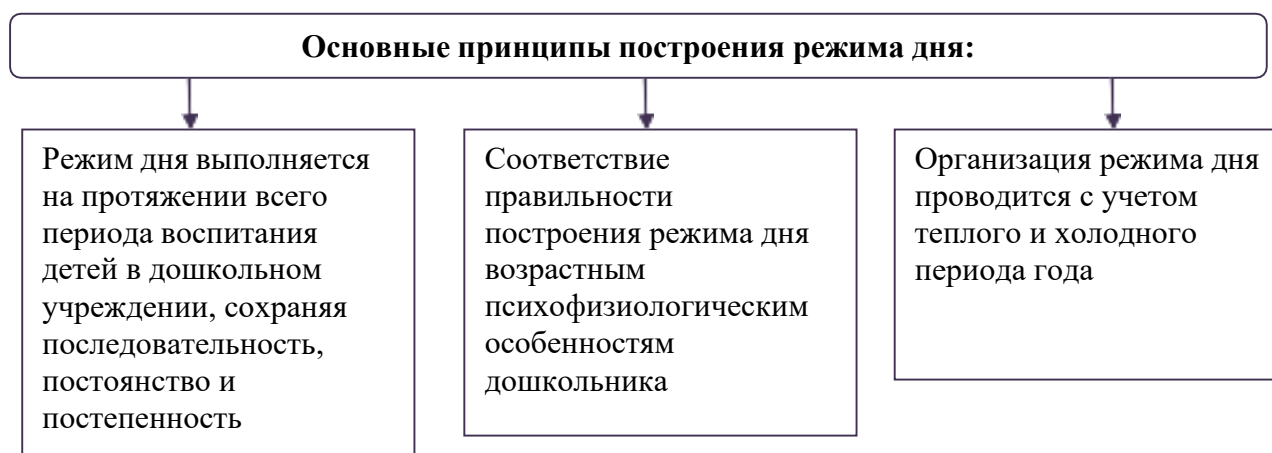 Основные принципы построения режима дня:
Режим дня выполняется
на протяжении всего
периода воспитания
детей в дошкольном
учреждении, сохраняя
последовательность,
постоянство и
постепенность
Соответствие
правильности
построения режима дня
возрастным
психофизиологическим
особенностям
дошкольника
Организация режима дня
проводится с учетом
теплого и холодного
периода года